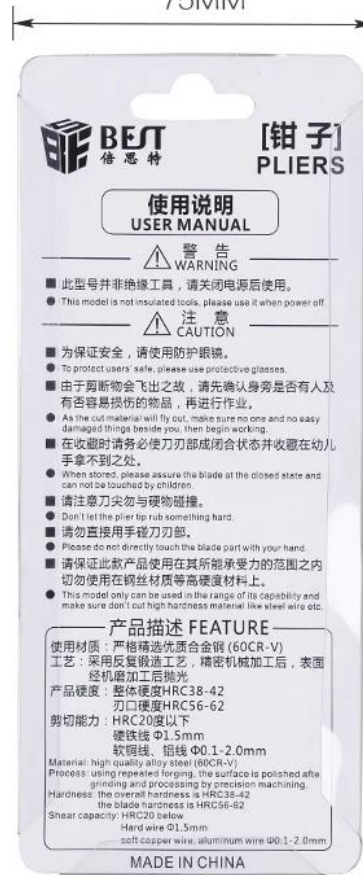 75MM
BEST
倍思特
[钳 子]
PLIERS
使用说明
USER MANUAL
警 告
WARNING
■ 此型号并非绝缘工具，请关闭电源后使用。
● This model is not insulated tools, please use it when power off
注 意
CAUTION
■ 为保证安全，请使用防护眼镜。
● To protect users' safe, please use protective glasses.
■ 由于剪断物会飞出之故，请先确认身旁是否有人及
有否容易损伤的物品，再进行作业。
● As the cut material will fly out, make sure no one and no easy
damaged things beside you, then begin working.
■ 在收藏时请务必使刀刃部成闭合状态并收藏在幼儿
手拿不到之处。
● When stored, please assure the blade at the closed state and
can not be touched by children.
■ 请注意刀尖勿与硬物碰撞。
● Don't let the plier tip rub something hard.
■ 请勿直接用手碰刀刃部。
● Please do not directly touch the blade part with your hand.
■ 请保证此款产品使用在其所能承受力的范围之内
切勿使用在钢丝材质等高硬度材料上。
● This model only can be used in the range of its capability and
make sure don't cut high hardness material like steel wire etc.
产品描述 FEATURE
使用材质：严格精选优质合金钢 (60CR-V)
工艺：采用反复锻造工艺，精密机械加工后，表面
经机磨加工后抛光
产品硬度：整体硬度HRC38-42
刃口硬度HRC56-62
剪切能力：HRC20度以下
硬铁线 Φ1.5mm
软铜线、铝线 Φ0.1-2.0mm
Material: high quality alloy steel (60CR-V)
Process: using repeated forging, the surface is polished afte
grinding and processing by precision machining.
Hardness: the overall hardness is HRC38-42
the blade hardness is HRC56-62
Shear capacity: HRC20 below
Hard wire Φ1.5mm
soft copper wire, aluminum wire Φ0.1-2.0mm
MADE IN CHINA